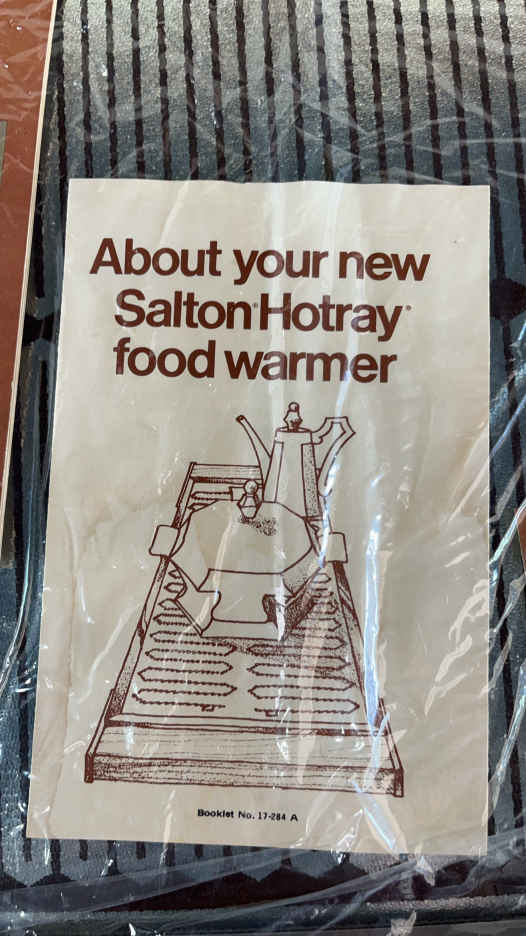 About your new
Salton® Hotray®
food warmer
Booklet No. 17-284 A